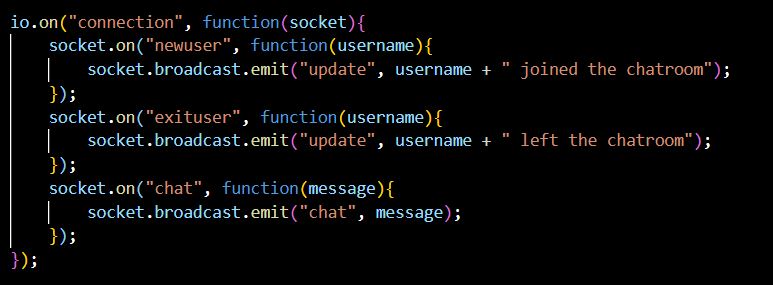 io.on("connection", function(socket){
    socket.on("newuser", function(username){
        socket.broadcast.emit("update", username + " joined the chatroom");
    });
    socket.on("exituser", function(username){
        socket.broadcast.emit("update", username + " left the chatroom");
    });
    socket.on("chat", function(message){
        socket.broadcast.emit("chat", message);
    });
});